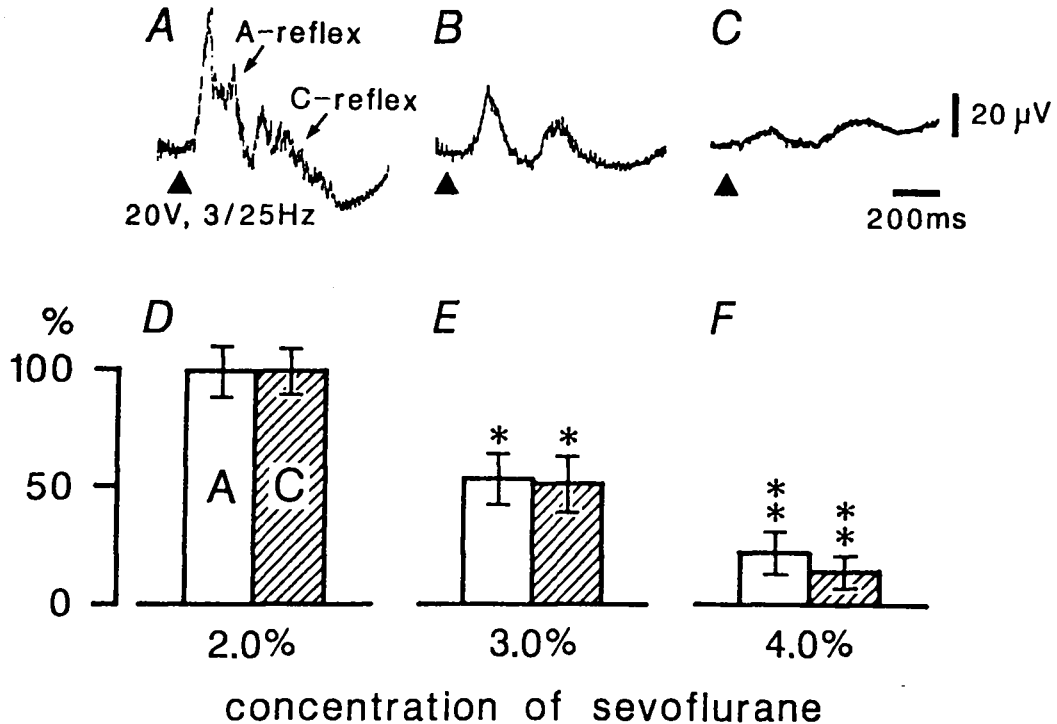 A
A-reflex
C-reflex
20V, 3/25Hz
B
C
20 μV
200ms
%
100
50
0
D
A
C
2.0%
E
*
*
3.0%
F
**
**
4.0%
concentration of sevoflurane